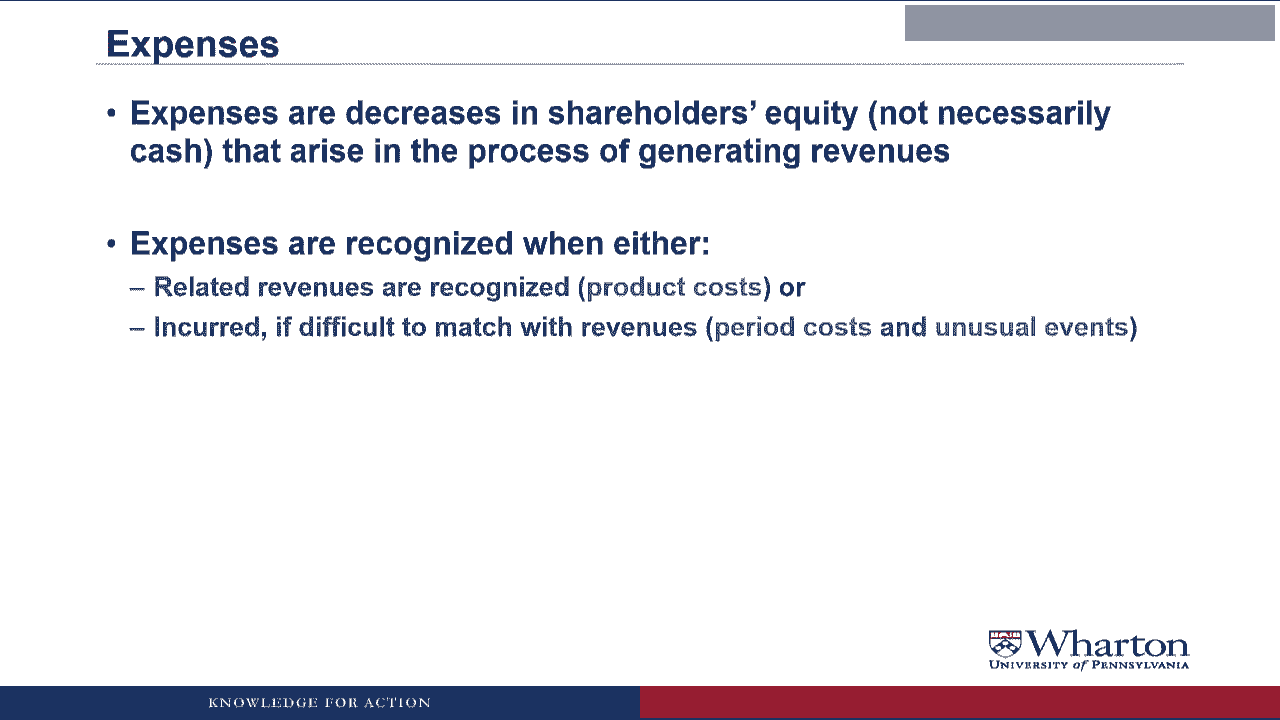 Expenses
• Expenses are decreases in shareholders’ equity (not necessarily
cash) that arise in the process of generating revenues
• Expenses are recognized when either:
– Related revenues are recognized (product costs) or
– Incurred, if difficult to match with revenues (period costs and unusual events)
Wharton
UNIVERSITY of PENNSYLVANIA
KNOWLEDGE FOR ACTION